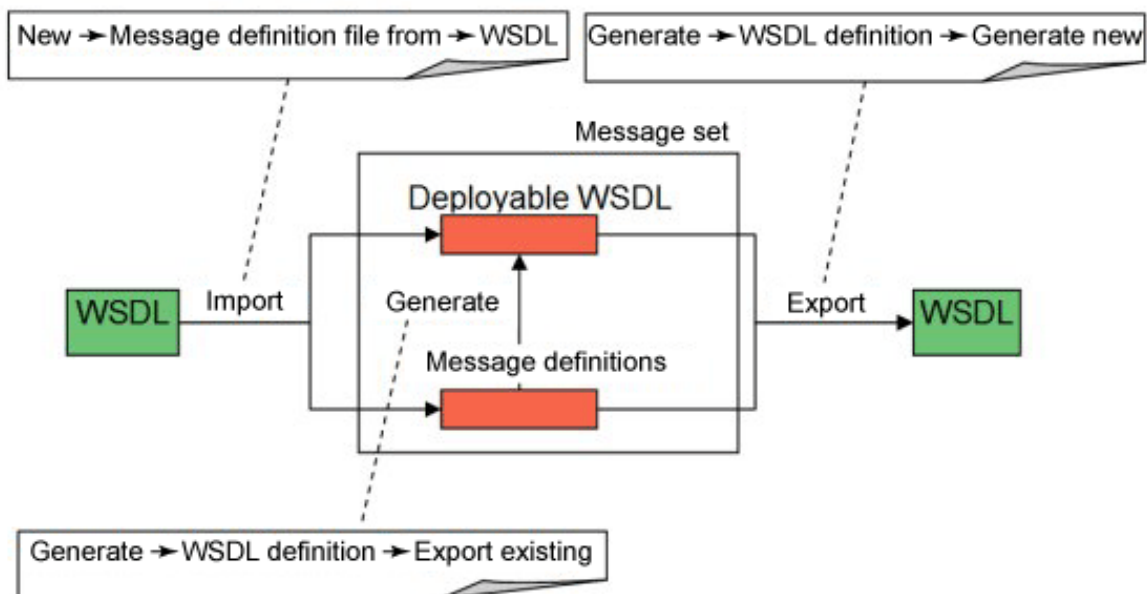 New → Message definition file from → WSDL
Generate → WSDL definition → Generate new
Message set
Deployable WSDL
WSDL
Import
Generate
Export
WSDL
Message definitions
Generate → WSDL definition → Export existing